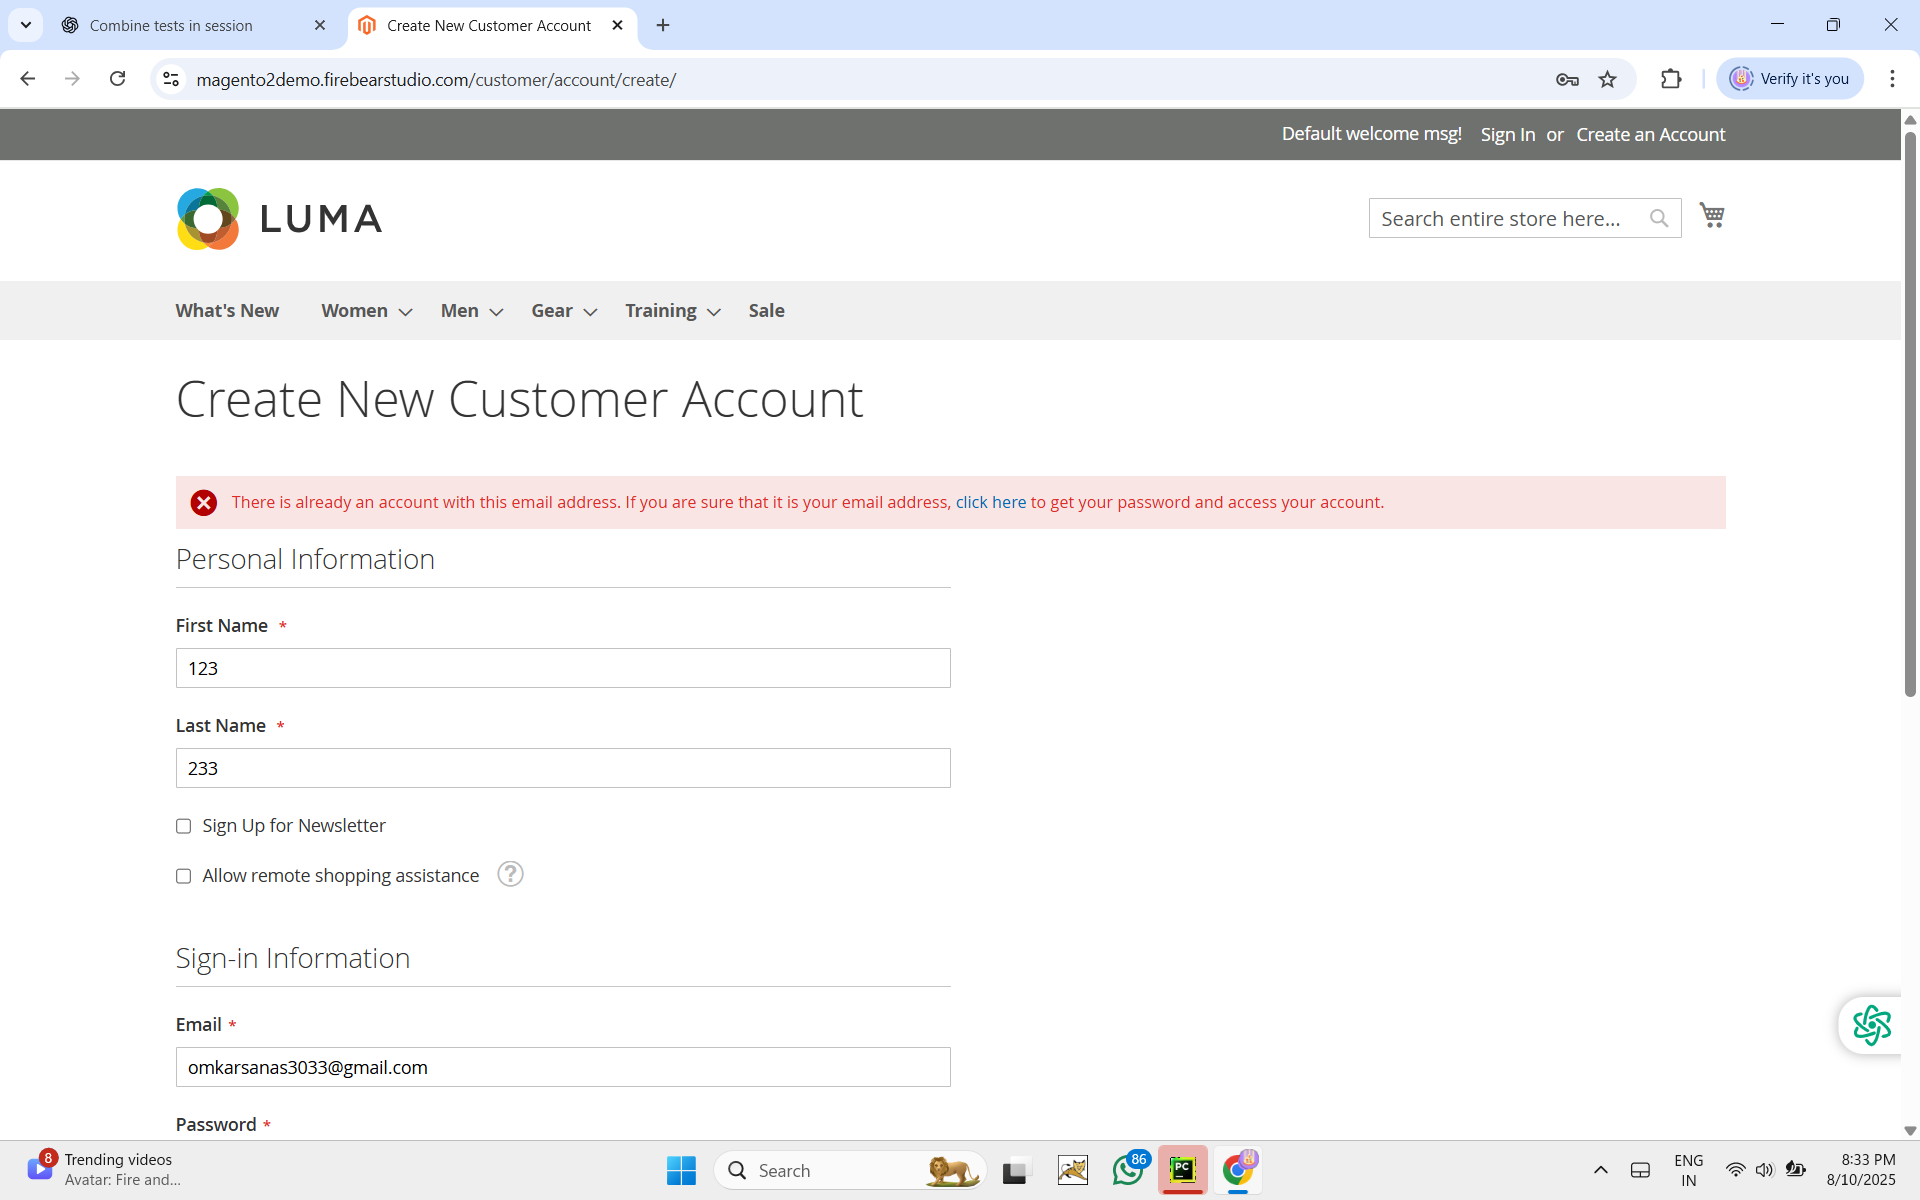 Combine tests in session
Create New Customer Account
magento2demo.firebearstudio.com/customer/account/create/
Verify it's you
Default welcome msg! Sign In or Create an Account
LUMA
Search entire store here...
What's New Women Men Gear Training Sale
Create New Customer Account
There is already an account with this email address. If you are sure that it is your email address, click here to get your password and access your account.
Personal Information
First Name *
123
Last Name *
233
Sign Up for Newsletter
Allow remote shopping assistance ?
Sign-in Information
Email *
omkarsanas3033@gmail.com
Password *
8
Trending videos
Avatar: Fire and...
Search
86
PC
ENG
IN
8:33 PM
8/10/2025